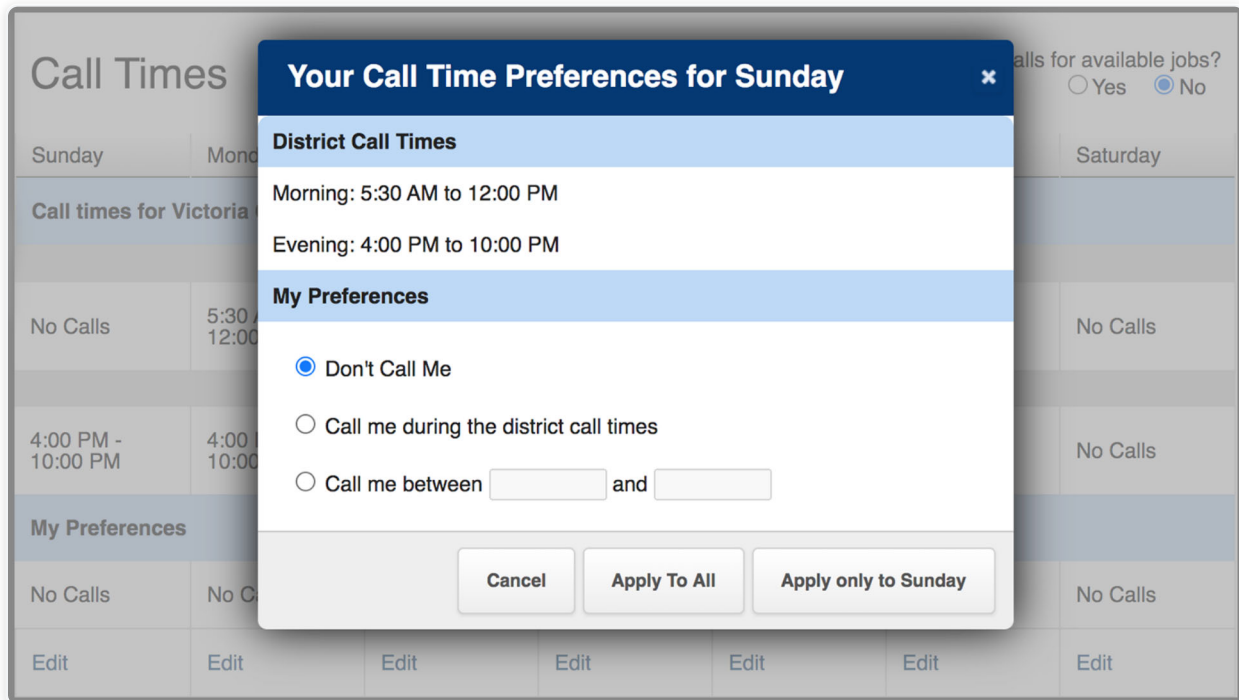 Call Times
alls for available jobs?
Yes No
Sunday Mond Saturday
Call times for Victoria
No Calls 5:30 No Calls
12:00
4:00 PM - 4:00 No Calls
10:00 PM 10:00
My Preferences
No Calls No C No Calls
Edit Edit Edit Edit Edit Edit Edit
Your Call Time Preferences for Sunday ×
District Call Times
Morning: 5:30 AM to 12:00 PM
Evening: 4:00 PM to 10:00 PM
My Preferences
Don't Call Me
Call me during the district call times
Call me between and
Cancel Apply To All Apply only to Sunday